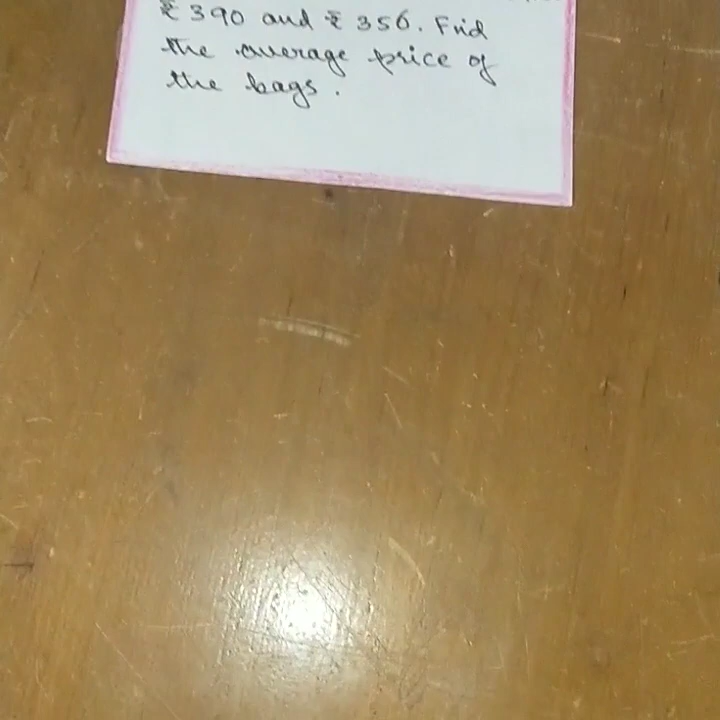 ₹390 and ₹ 356. Find
the average price of
the bags.